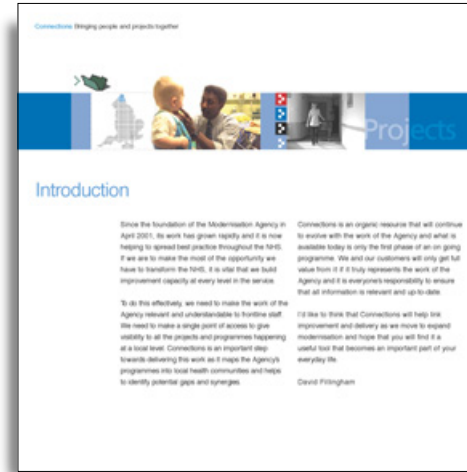 Connections Bringing people and projects together
Projects
Introduction
Since the foundation of the Modernisation Agency in
April 2001, its work has grown rapidly and it is now
helping to spread best practice throughout the NHS.
If we are to make the most of the opportunity we
have to transform the NHS, it is vital that we build
improvement capacity at every level in the service.
To do this effectively, we need to make the work of the
Agency relevant and understandable to frontline staff.
We need to make a single point of access to give
visibility to all the projects and programmes happening
at a local level. Connections is an important step
towards delivering this work as it maps the Agency's
programmes into local health communities and helps
to identify potential gaps and synergies.
Connections is an organic resource that will continue
to evolve with the work of the Agency and what is
available today is only the first phase of an on going
programme. We and our customers will only get full
value from it if it truly represents the work of the
Agency and it is everyone's responsibility to ensure
that all information is relevant and up-to-date.
I'd like to think that Connections will help link
improvement and delivery as we move to expand
modernisation and hope that you will find it a
useful tool that becomes an important part of your
everyday life.
David Fillingham